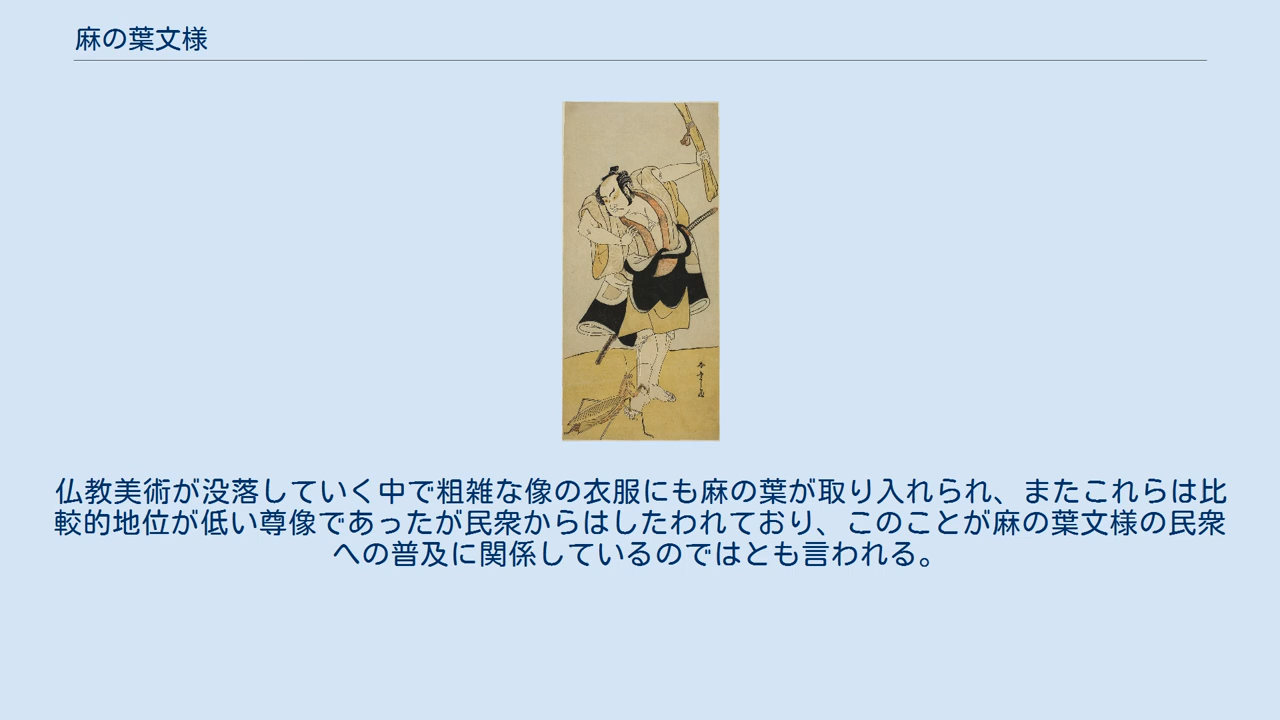 麻の葉文様
仏教美術が没落していく中で粗雑な像の衣服にも麻の葉が取り入れられ、またこれらは比
較的地位が低い尊像であったが民衆からはしたわれており、このことが麻の葉文様の民衆
への普及に関係しているのではとも言われる。